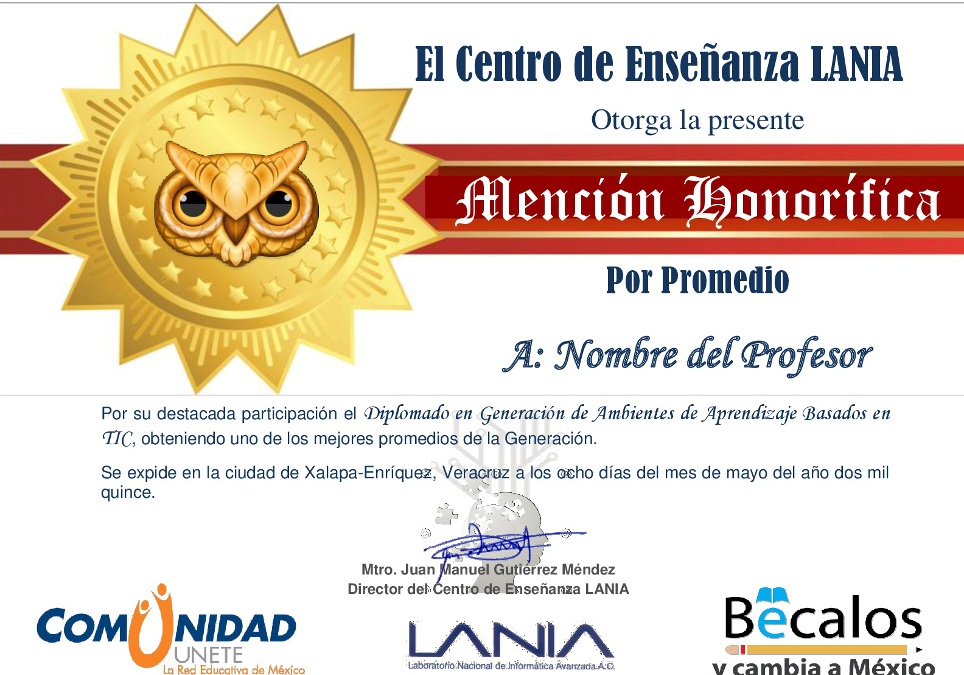 El Centro de Enseñanza LANIA
Otorga la presente
Mención Honorífica
Por Promedio
A: Nombre del Profesor
Por su destacada participación el Diplomado en Generación de Ambientes de Aprendizaje Basados en
TIC, obteniendo uno de los mejores promedios de la Generación.
Se expide en la ciudad de Xalapa-Enríquez, Veracruz a los ocho días del mes de mayo del año dos mil
quince.
Mtro. Juan Manuel Gutiérrez Méndez
Director del Centro de Enseñanza LANIA
COMUNIDAD
UNETE
La Red Educativa de México
LANIA
Laboratorio Nacional de Informática Avanzada A.C.
Bécalos
y cambia a México